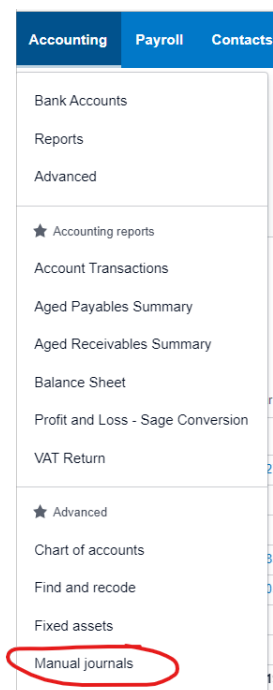 Accounting Payroll Contacts
Bank Accounts
Reports
Advanced
Accounting reports
Account Transactions
Aged Payables Summary
Aged Receivables Summary
Balance Sheet
Profit and Loss - Sage Conversion
VAT Return
Advanced
Chart of accounts
Find and recode
Fixed assets
Manual journals